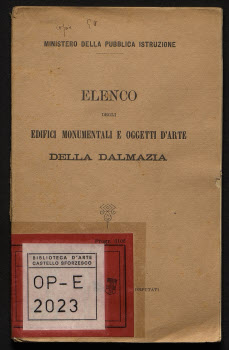 MINISTERO DELLA PUBBLICA ISTRUZIONE
ELENCO
DEGLI
EDIFICI MONUMENTALI E OGGETTI D'ARTE
DELLA DALMAZIA
BIBLIOTECA D'ARTE
CASTELLO SFORZESCO
OP-E
2023